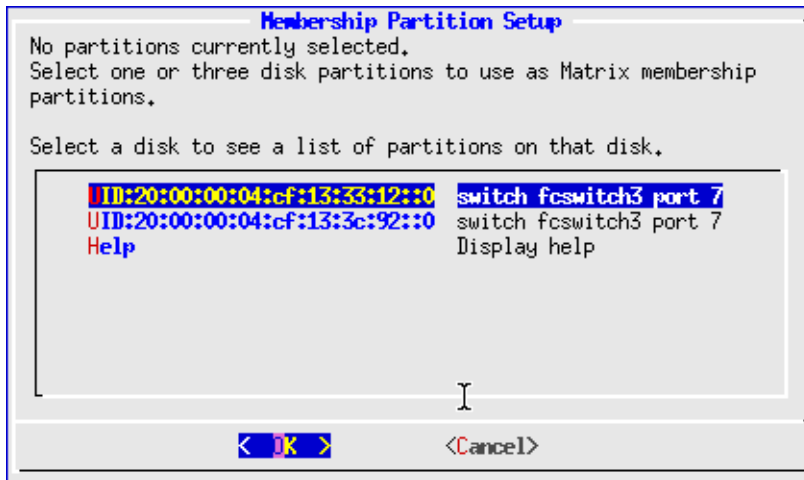 Membership Partition Setup
No partitions currently selected.
Select one or three disk partitions to use as Matrix membership
partitions.
Select a disk to see a list of partitions on that disk.
UID:20:00:00:04:cf:13:33:12::0 switch fcswitch3 port 7
UID:20:00:00:04:cf:13:3c:92::0 switch fcswitch3 port 7
Help Display help
< OK > <Cancel>